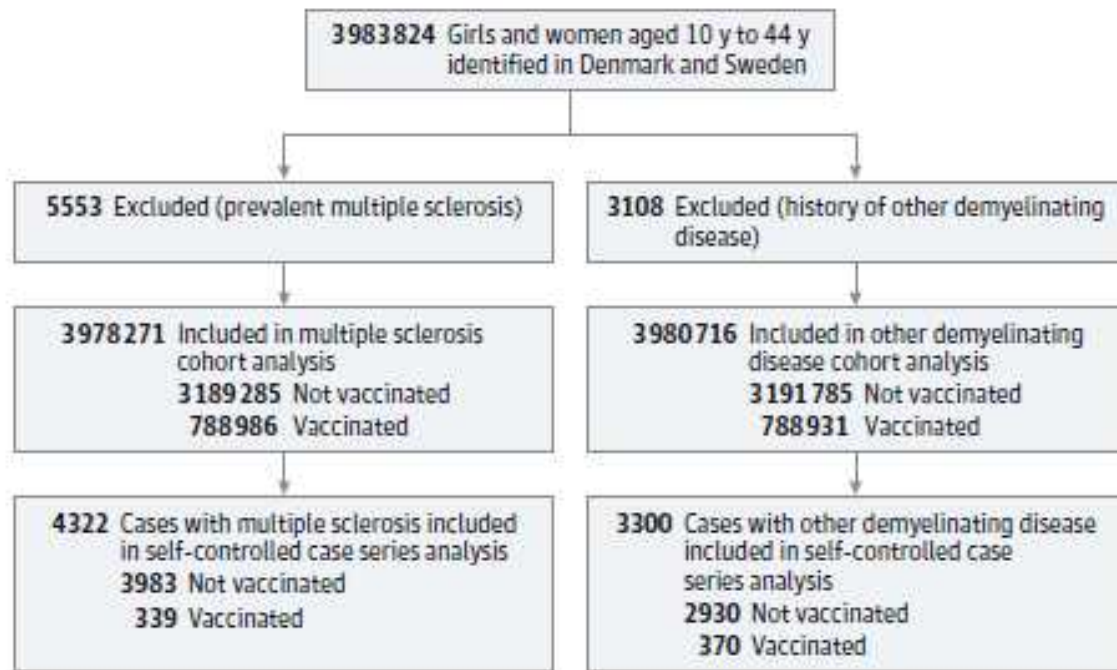 3983824 Girls and women aged 10 y to 44 y
identified in Denmark and Sweden
5553 Excluded (prevalent multiple sclerosis)
3108 Excluded (history of other demyelinating
disease)
3978271 Included in multiple sclerosis
cohort analysis
3189285 Not vaccinated
788986 Vaccinated
3980716 Included in other demyelinating
disease cohort analysis
3191785 Not vaccinated
788931 Vaccinated
4322 Cases with multiple sclerosis included
in self-controlled case series analysis
3983 Not vaccinated
339 Vaccinated
3300 Cases with other demyelinating disease
included in self-controlled case
series analysis
2930 Not vaccinated
370 Vaccinated